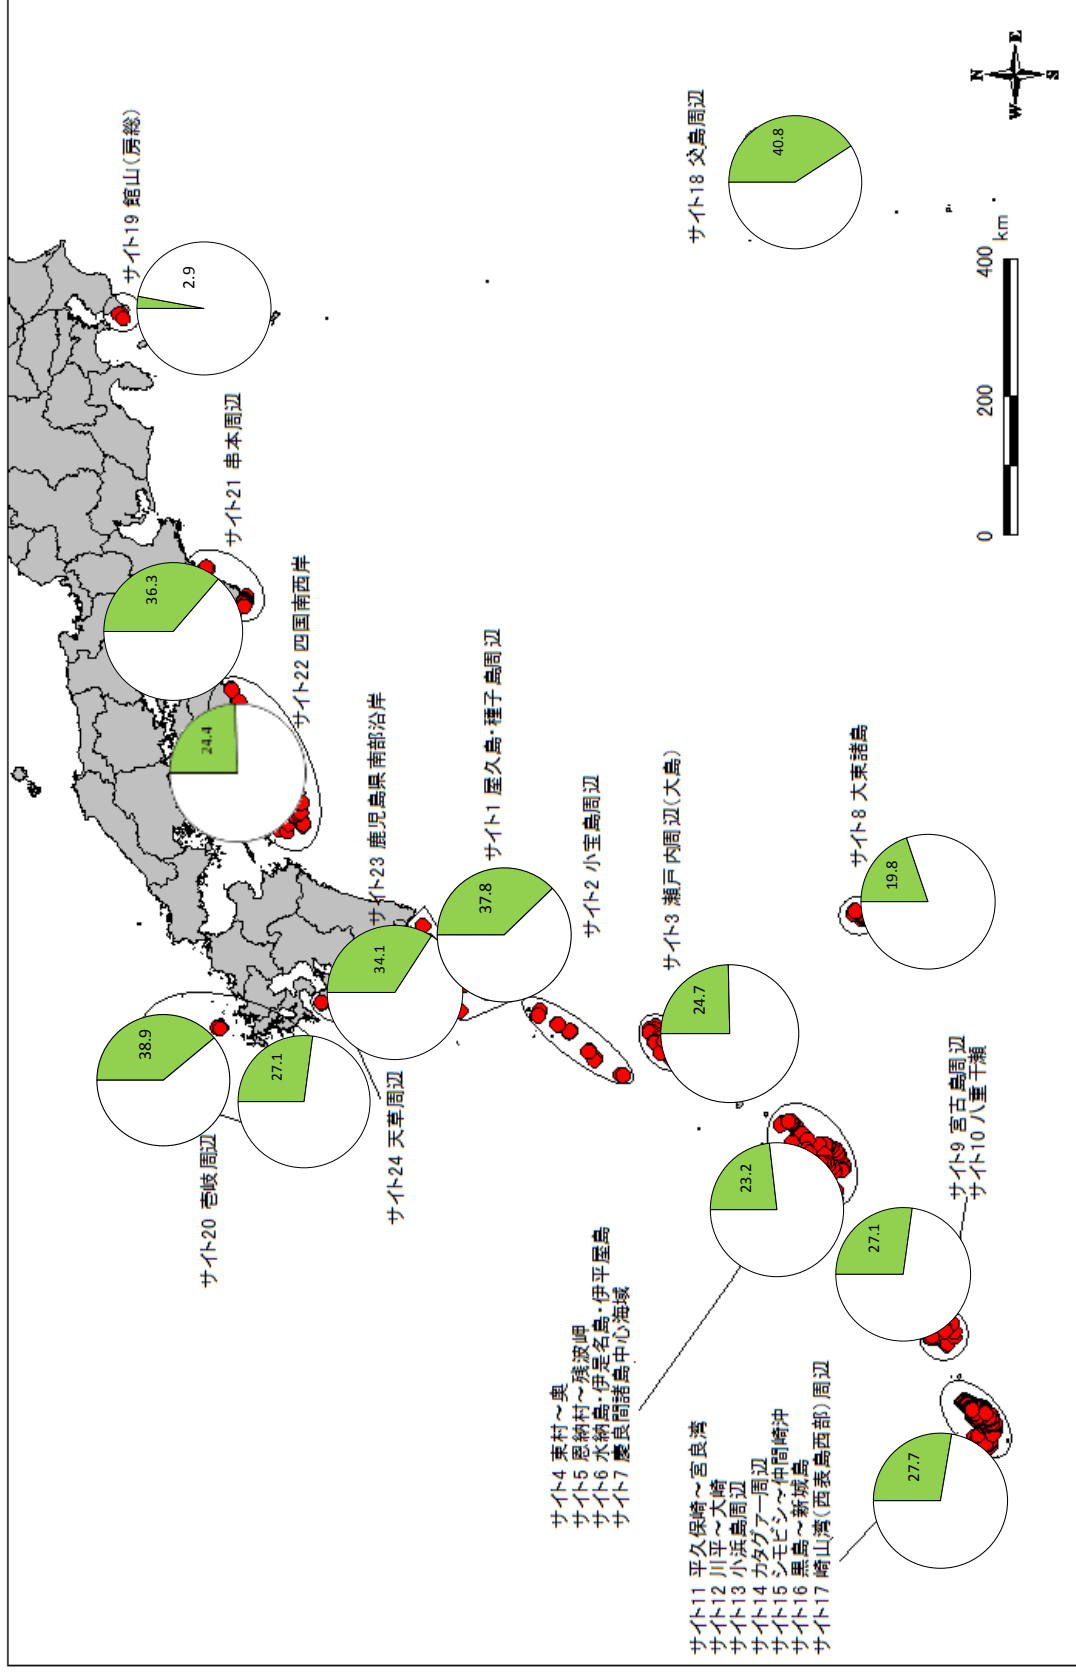 サイト19 館山(房総)
2.9
サイト18 父島周辺
40.8
N
W
E
S
0
200
400
km
サイト21 串本周辺
36.3
サイト22 四国南西岸
24.4
サイト23 鹿児島県南部沿岸
34.1
サイト1 屋久島・種子島周辺
37.8
サイト2 小宝島周辺
サイト3 瀬戸内周辺(大島)
24.7
サイト8 大東諸島
19.8
38.9
サイト20 壱岐周辺
27.1
サイト24 天草周辺
サイト4 東村~奥
サイト5 恩納村~残波岬
サイト6 水納島・伊是名島・伊平屋島
サイト7 慶良間諸島中心海域
23.2
サイト9 宮古島周辺
サイト10 八重干瀬
27.1
サイト11 平久保崎~宮良湾
サイト12 川平~大崎
サイト13 小浜島周辺
サイト14 カタグァー周辺
サイト15 シモビシ~仲間崎沖
サイト16 黒島~新城島
サイト17 崎山湾(西表島西部)周辺
27.7